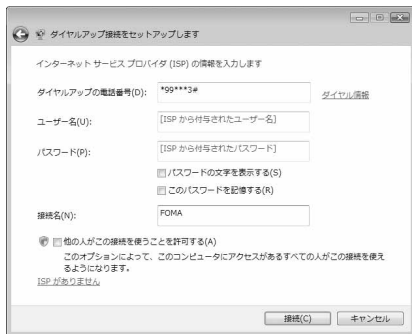 ダイヤルアップ接続をセットアップします
インターネット サービス プロバイダ (ISP) の情報を入力します
ダイヤルアップの電話番号(D):
*99***3#
ダイヤル情報
ユーザー名(U):
[ISP から付与されたユーザー名]
パスワード(P):
[ISP から付与されたパスワード]
パスワードの文字を表示する(S)
このパスワードを記憶する(R)
接続名(N):
FOMA
他の人がこの接続を使うことを許可する(A)
このオプションによって、このコンピュータにアクセスがあるすべての人がこの接続を使え
るようになります。
ISP がありません
接続(C)
キャンセル